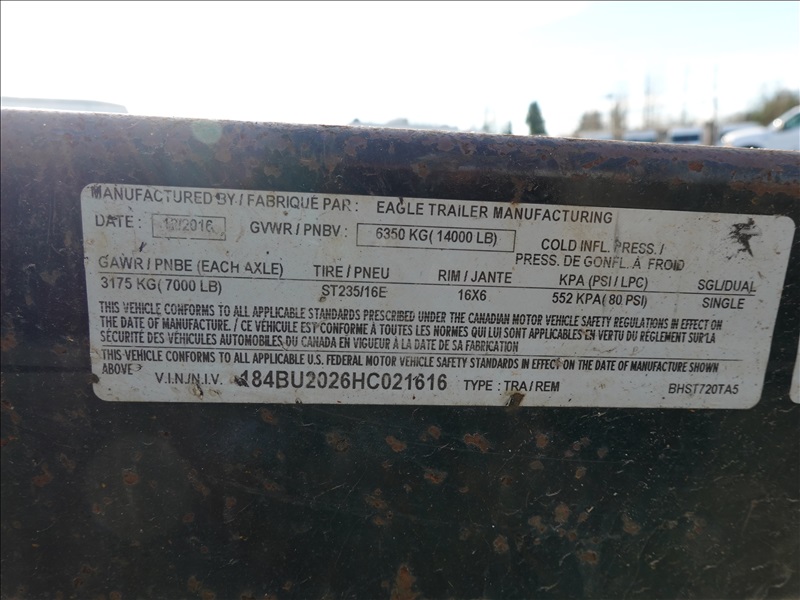 MANUFACTURED BY / FABRIQUÉ PAR : EAGLE TRAILER MANUFACTURING
DATE : 12/2016 GVWR / PNBV : 6350 KG( 14000 LB) COLD INFL. PRESS./
PRESS. DE GONFL. À FROID
GAWR / PNBE (EACH AXLE) TIRE / PNEU RIM / JANTE KPA (PSI / LPC) SGL/DUAL
3175 KG( 7000 LB) ST235/16E 16X6 552 KPA( 80 PSI) SINGLE
THIS VEHICLE CONFORMS TO ALL APPLICABLE STANDARDS PRESCRIBED UNDER THE CANADIAN MOTOR VEHICLE SAFETY REGULATIONS IN EFFECT ON
THE DATE OF MANUFACTURE. / CE VÉHICULE EST CONFORME À TOUTES LES NORMES QUI LUI SONT APPLICABLES EN VERTU DU RÈGLEMENT SUR LA
SÉCURITÉ DES VÉHICULES AUTOMOBILES DU CANADA EN VIGUEUR À LA DATE DE SA FABRICATION
THIS VEHICLE CONFORMS TO ALL APPLICABLE U.S. FEDERAL MOTOR VEHICLE SAFETY STANDARDS IN EFFECT ON THE DATE OF MANUFACTURE SHOWN
ABOVE
V.I.N./N.I.V. 184BU2026HC021616 TYPE : TRA / REM BHST720TA5